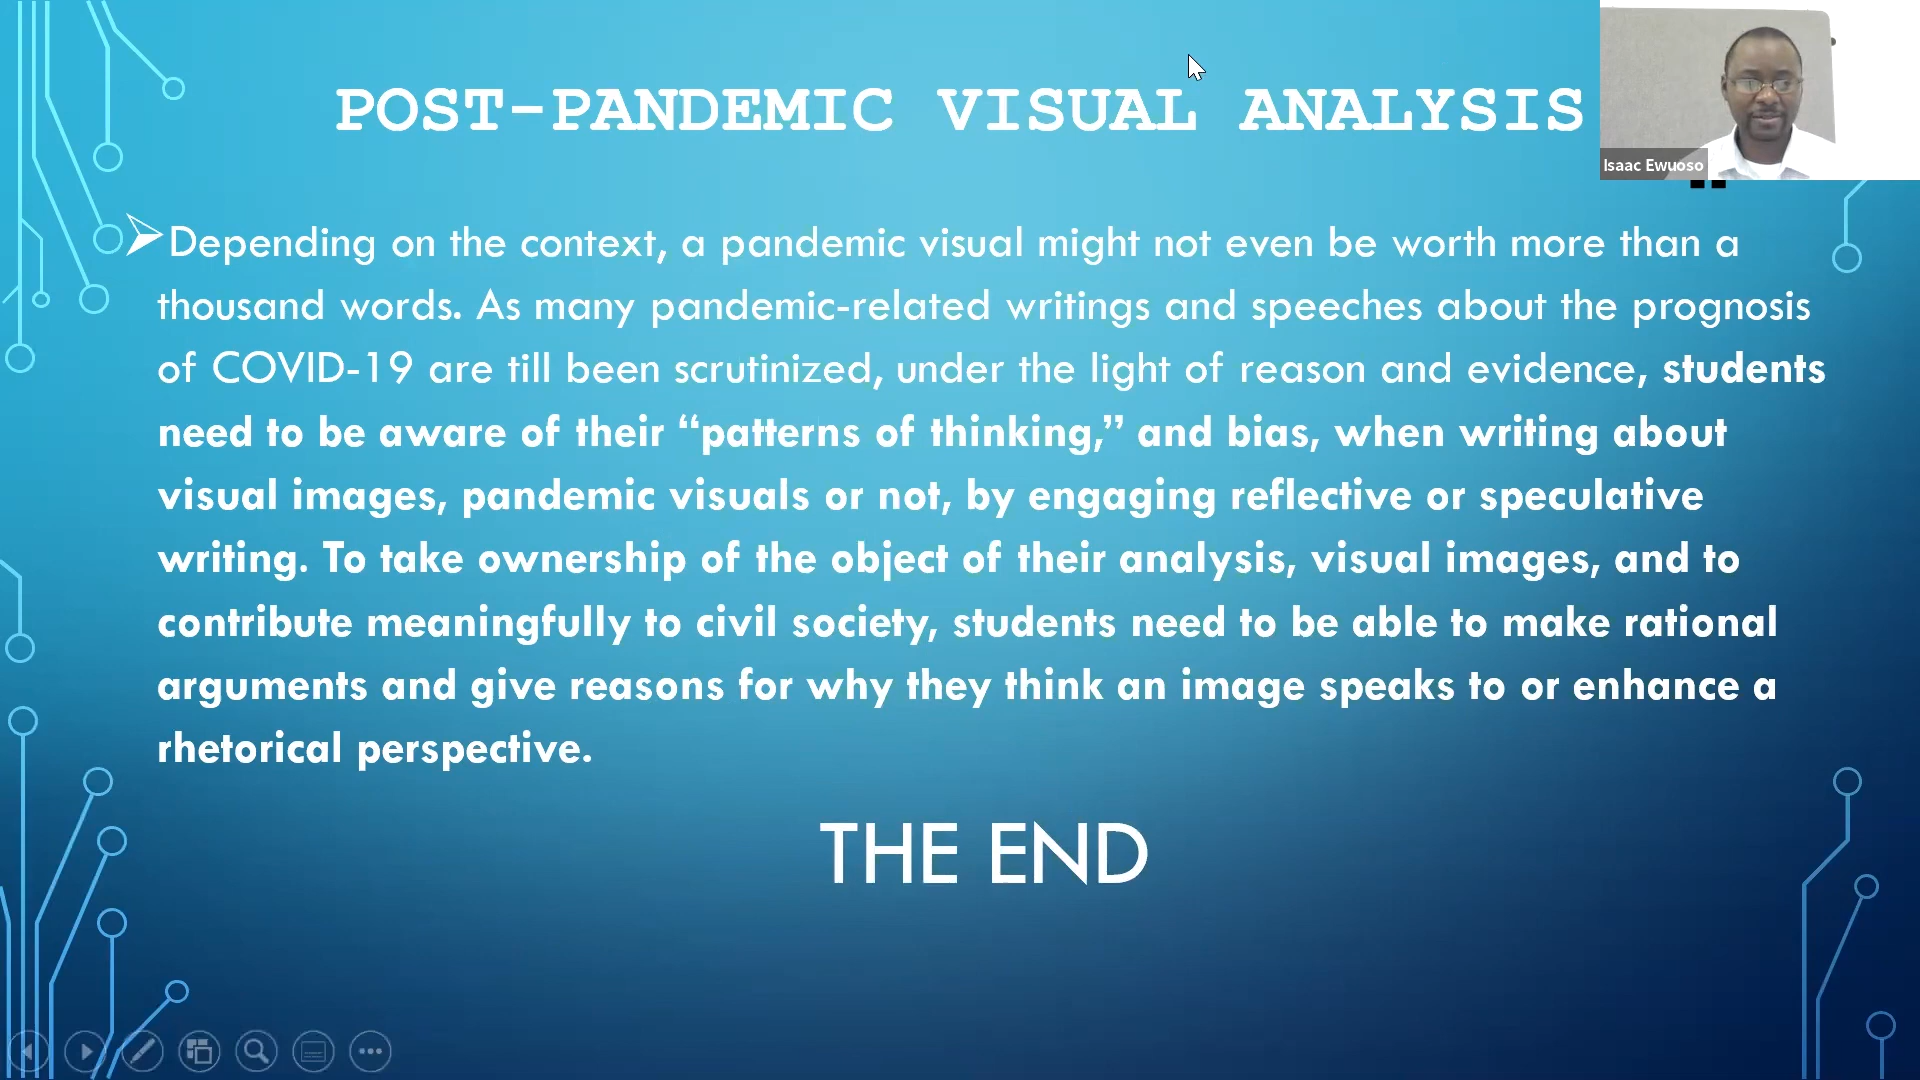 POST-PANDEMIC VISUAL ANALYSIS
Isaac Ewuoso
Depending on the context, a pandemic visual might not even be worth more than a
thousand words. As many pandemic-related writings and speeches about the prognosis
of COVID-19 are till been scrutinized, under the light of reason and evidence, students
need to be aware of their “patterns of thinking,” and bias, when writing about
visual images, pandemic visuals or not, by engaging reflective or speculative
writing. To take ownership of the object of their analysis, visual images, and to
contribute meaningfully to civil society, students need to be able to make rational
arguments and give reasons for why they think an image speaks to or enhance a
rhetorical perspective.
THE END